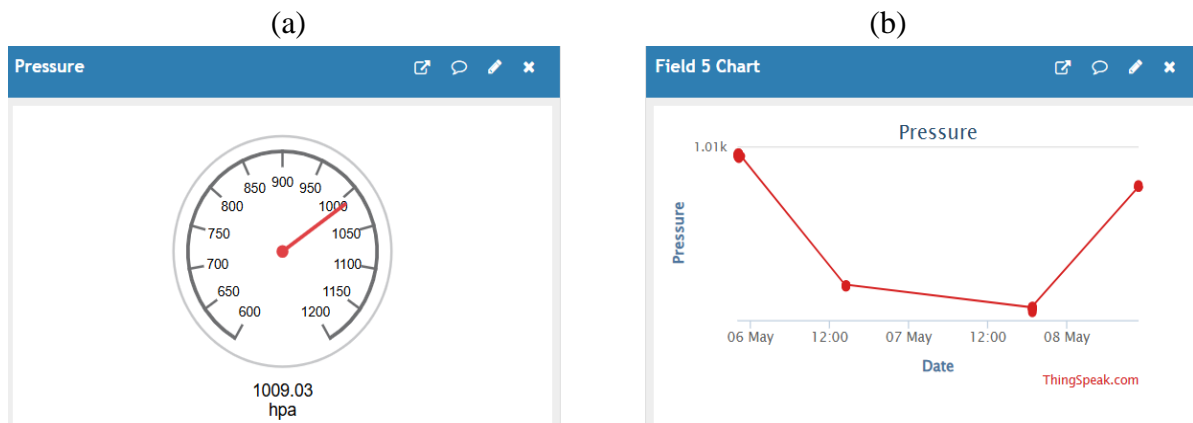 (a)
(b)
Pressure
Field 5 Chart
900
850
950
800
1000
750
1050
700
1100
650
1150
600
1200
1009.03
hpa
Pressure
1.01k
Pressure
06 May
12:00
07 May
12:00
08 May
Date
ThingSpeak.com